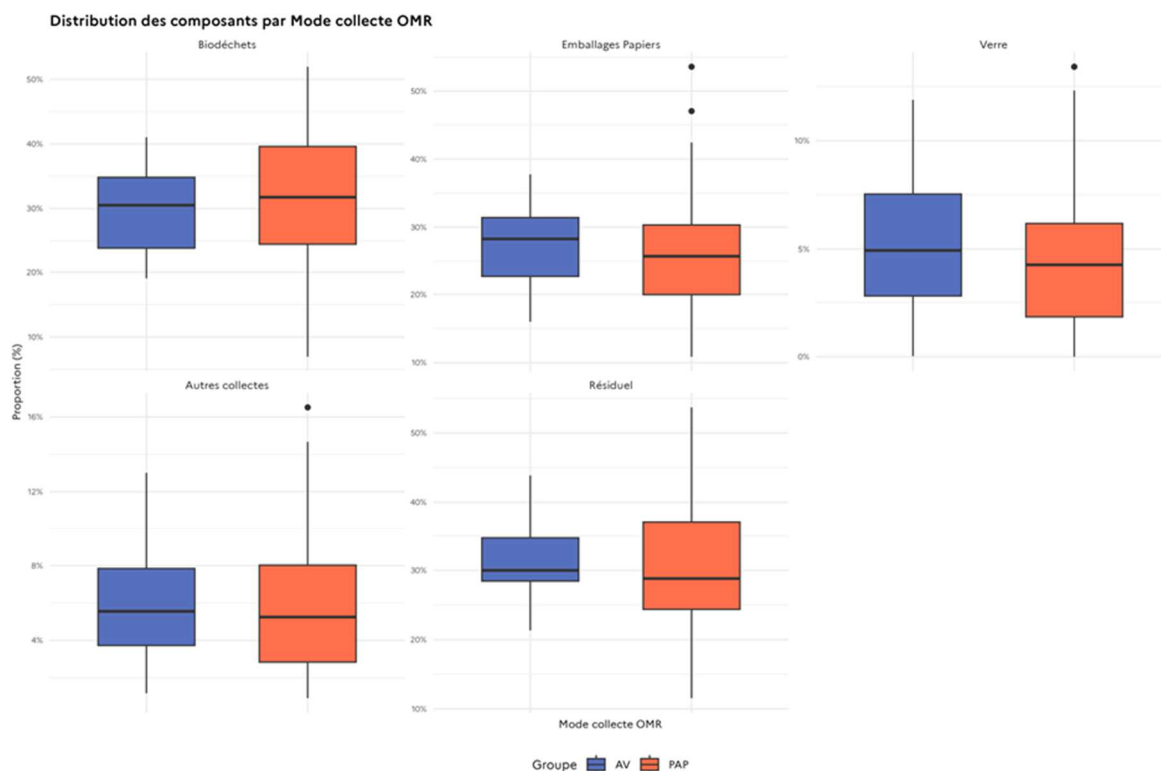 Distribution des composants par Mode collecte OMR
Biodéchets
Emballages Papiers
Verre
50%
40%
30%
20%
10%
50%
40%
30%
20%
10%
10%
5%
0%
Proportion (%)
Autres collectes
Résiduel
16%
12%
8%
4%
50%
40%
30%
20%
10%
Mode collecte OMR
Groupe AV PAP